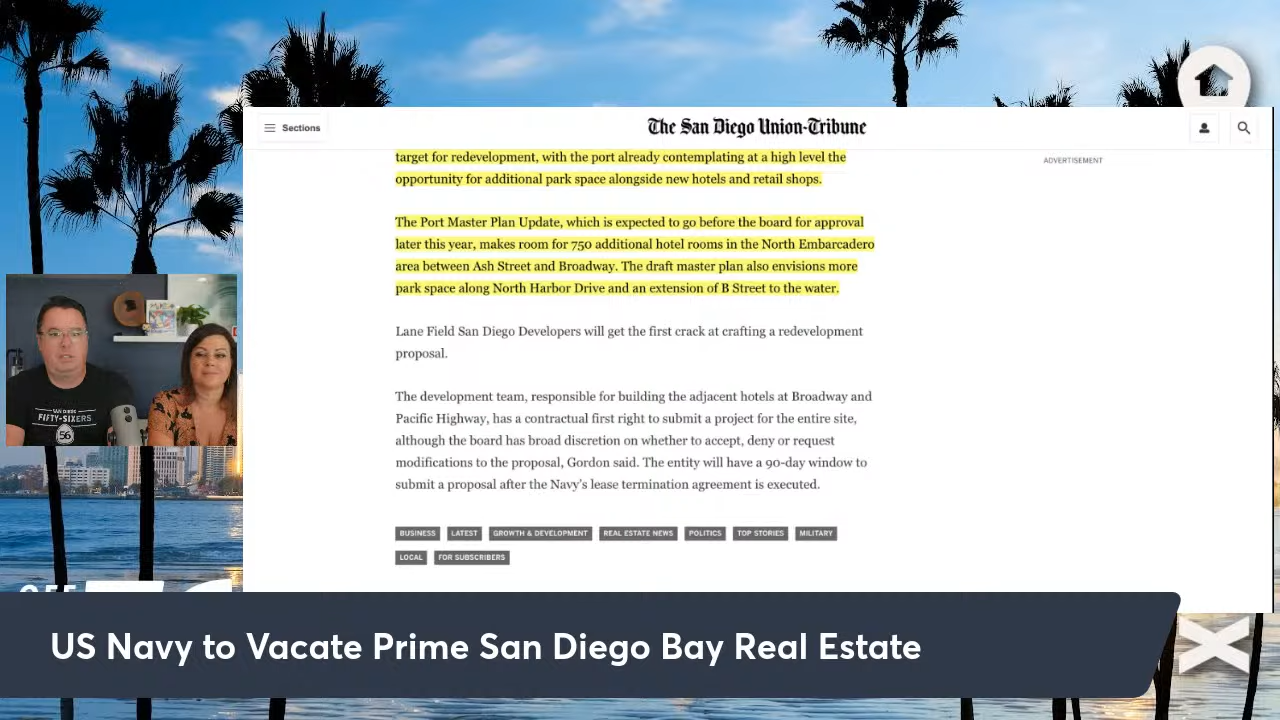 Sections
The San Diego Union-Tribune
ADVERTISEMENT
target for redevelopment, with the port already contemplating at a high level the
opportunity for additional park space alongside new hotels and retail shops.
The Port Master Plan Update, which is expected to go before the board for approval
later this year, makes room for 750 additional hotel rooms in the North Embarcadero
area between Ash Street and Broadway. The draft master plan also envisions more
park space along North Harbor Drive and an extension of B Street to the water.
Lane Field San Diego Developers will get the first crack at crafting a redevelopment
proposal.
The development team, responsible for building the adjacent hotels at Broadway and
Pacific Highway, has a contractual first right to submit a project for the entire site,
although the board has broad discretion on whether to accept, deny or request
modifications to the proposal, Gordon said. The entity will have a 90-day window to
submit a proposal after the Navy's lease termination agreement is executed.
BUSINESS LATEST GROWTH & DEVELOPMENT REAL ESTATE NEWS POLITICS TOP STORIES MILITARY
LOCAL FOR SUBSCRIBERS
SAN DIEGO
FIFTY-SIXERS
56
US Navy to Vacate Prime San Diego Bay Real Estate